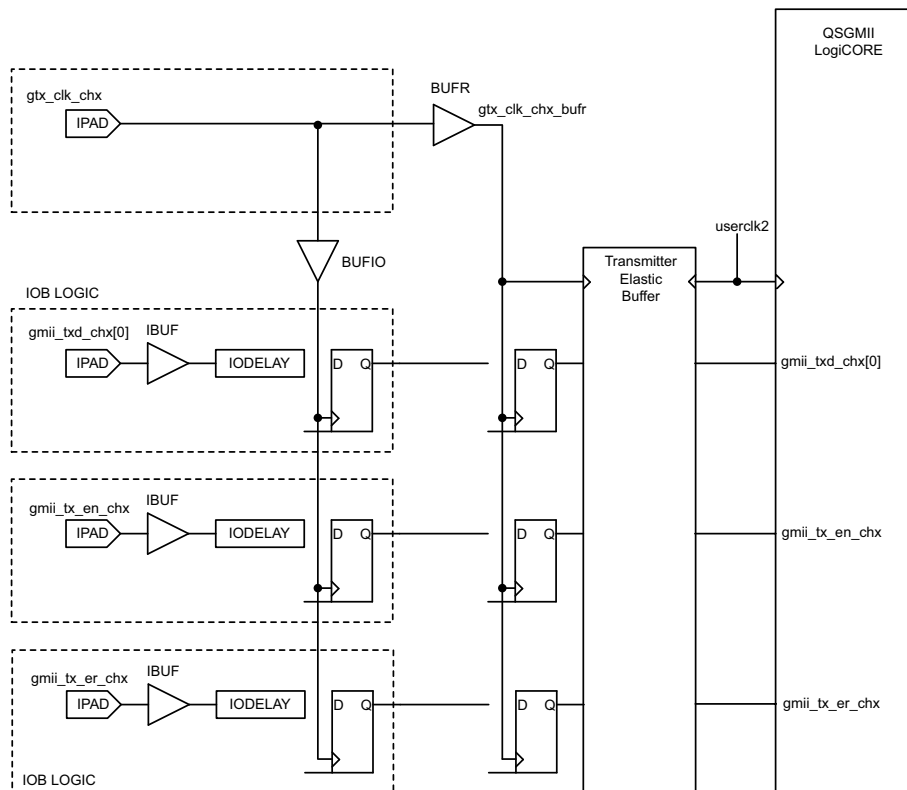 QSGMII
LogiCORE
gtx_clk_chx
IPAD
BUFR
gtx_clk_chx_bufr
BUFIO
userclk2
Transmitter
Elastic
Buffer
IOB LOGIC
gmii_txd_chx[0]
IBUF
IPAD
IODELAY
D Q
D Q
gmii_txd_chx[0]
gmii_tx_en_chx
IBUF
IPAD
IODELAY
D Q
D Q
gmii_tx_en_chx
gmii_tx_er_chx
IBUF
IPAD
IODELAY
D Q
D Q
gmii_tx_er_chx
IOB LOGIC